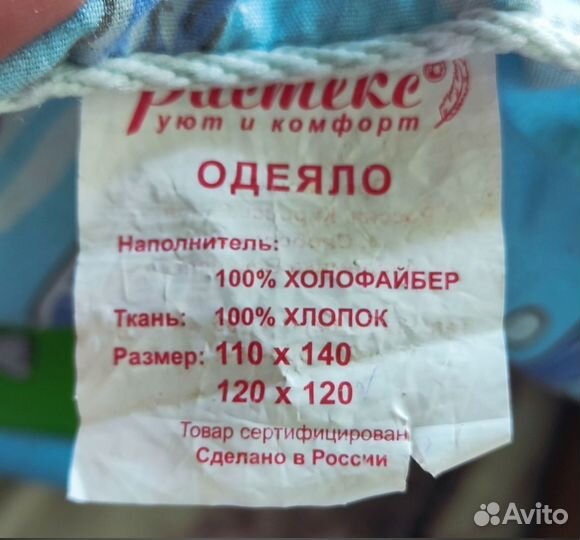 Растекс
уют и комфорт
ОДЕЯЛО
Наполнитель:
100% ХОЛОФАЙБЕР
Ткань: 100% ХЛОПОК
Размер: 110 х 140
120 х 120
Товар сертифицирован
Сделано в России
Avito